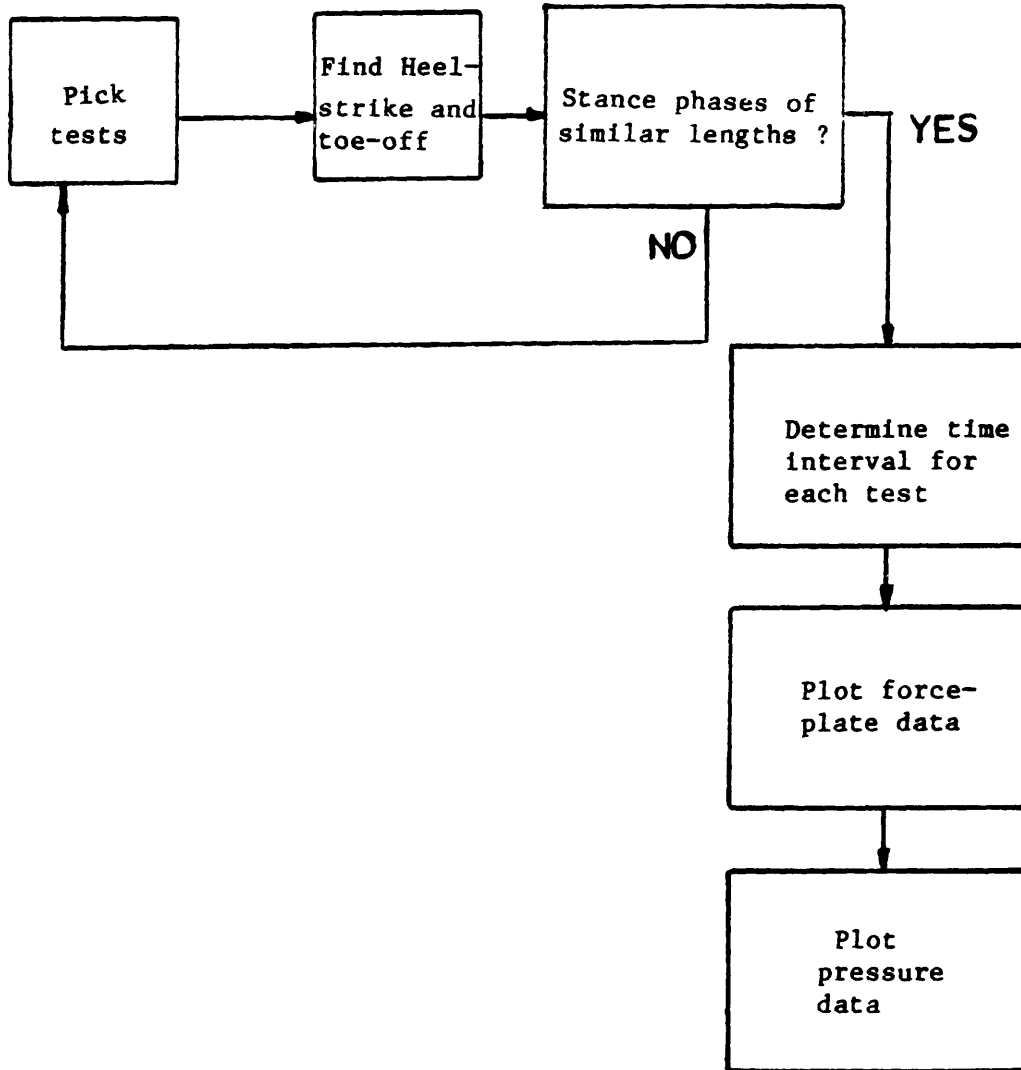 Pick
tests
Find Heel-
strike and
toe-off
Stance phases of
similar lengths ?
YES
NO
Determine time
interval for
each test
Plot force-
plate data
Plot
pressure
data